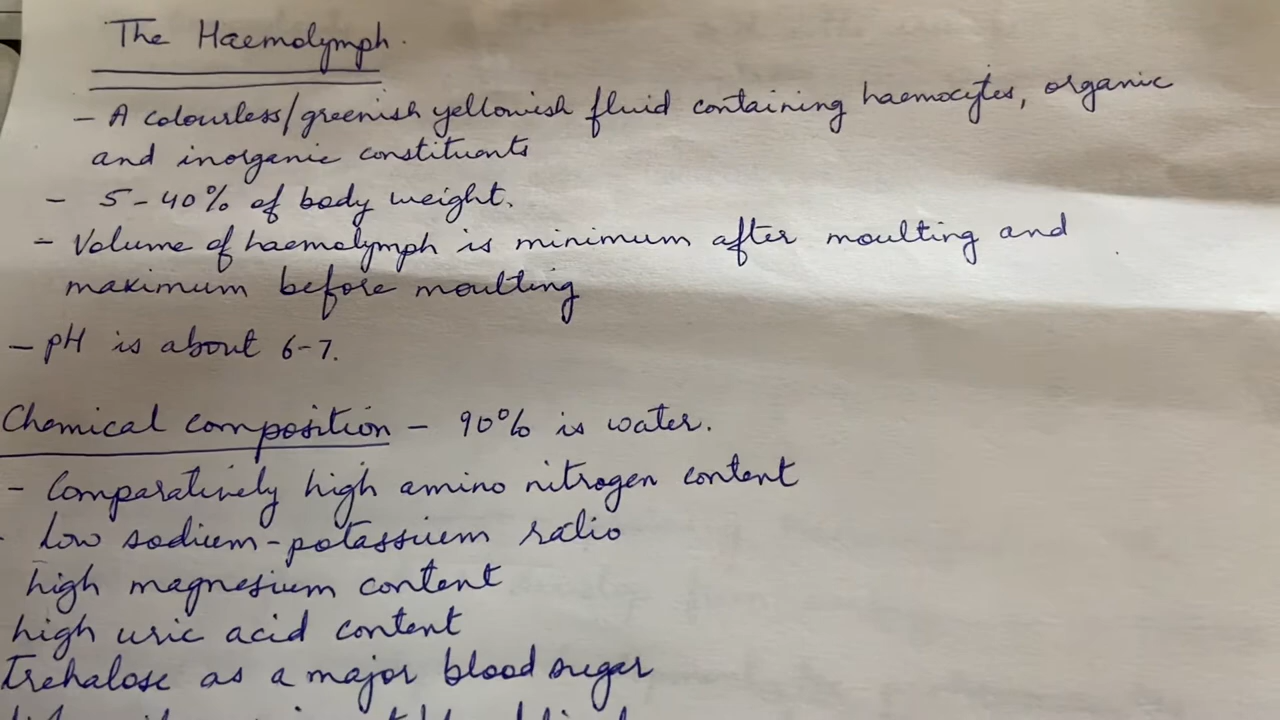 The Haemolymph.
- A colourless/greenish yellowish fluid containing haemocytes, organic
and inorganic constituents
- 5-40% of body weight.
- Volume of haemolymph is minimum after moulting and
maximum before moulting
- pH is about 6-7.
Chemical composition - 90% is water.
- Comparatively high amino nitrogen content
- Low sodium-potassium ratio
high magnesium content
high uric acid content
Trehalose as a major blood sugar